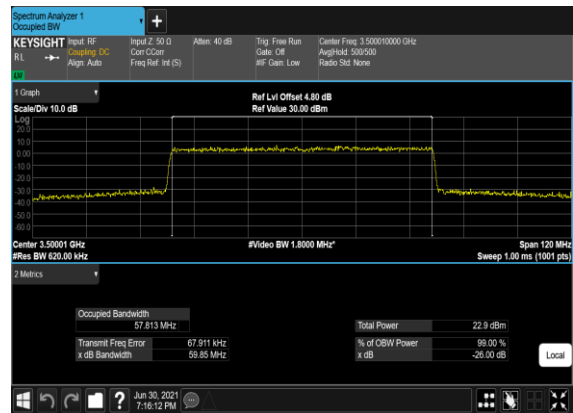 Spectrum Analyzer 1
Occupied BW
KEYSIGHT
RL
Input: RF
Coupling: DC
Align: Auto
Input Z: 50 Ω
Corr CCorr
Freq Ref: Int (S)
Atten: 40 dB
Trig: Free Run
Gate: Off
#IF Gain: Low
Center Freq: 3.500010000 GHz
Avg|Hold: 500/500
Radio Std: None
1 Graph
Scale/Div 10.0 dB
Ref Lvl Offset 4.80 dB
Ref Value 30.00 dBm
Log
20.0
10.0
0.00
-10.0
-20.0
-30.0
-40.0
-50.0
-60.0
Center 3.50001 GHz
#Res BW 620.00 kHz
#Video BW 1.8000 MHz*
Span 120 MHz
Sweep 1.00 ms (1001 pts)
2 Metrics
Occupied Bandwidth
57.813 MHz
Total Power 22.9 dBm
Transmit Freq Error 67.911 kHz
% of OBW Power 99.00 %
x dB Bandwidth 59.85 MHz
x dB -26.00 dB
Local
?
Jun 30, 2021
7:16:12 PM